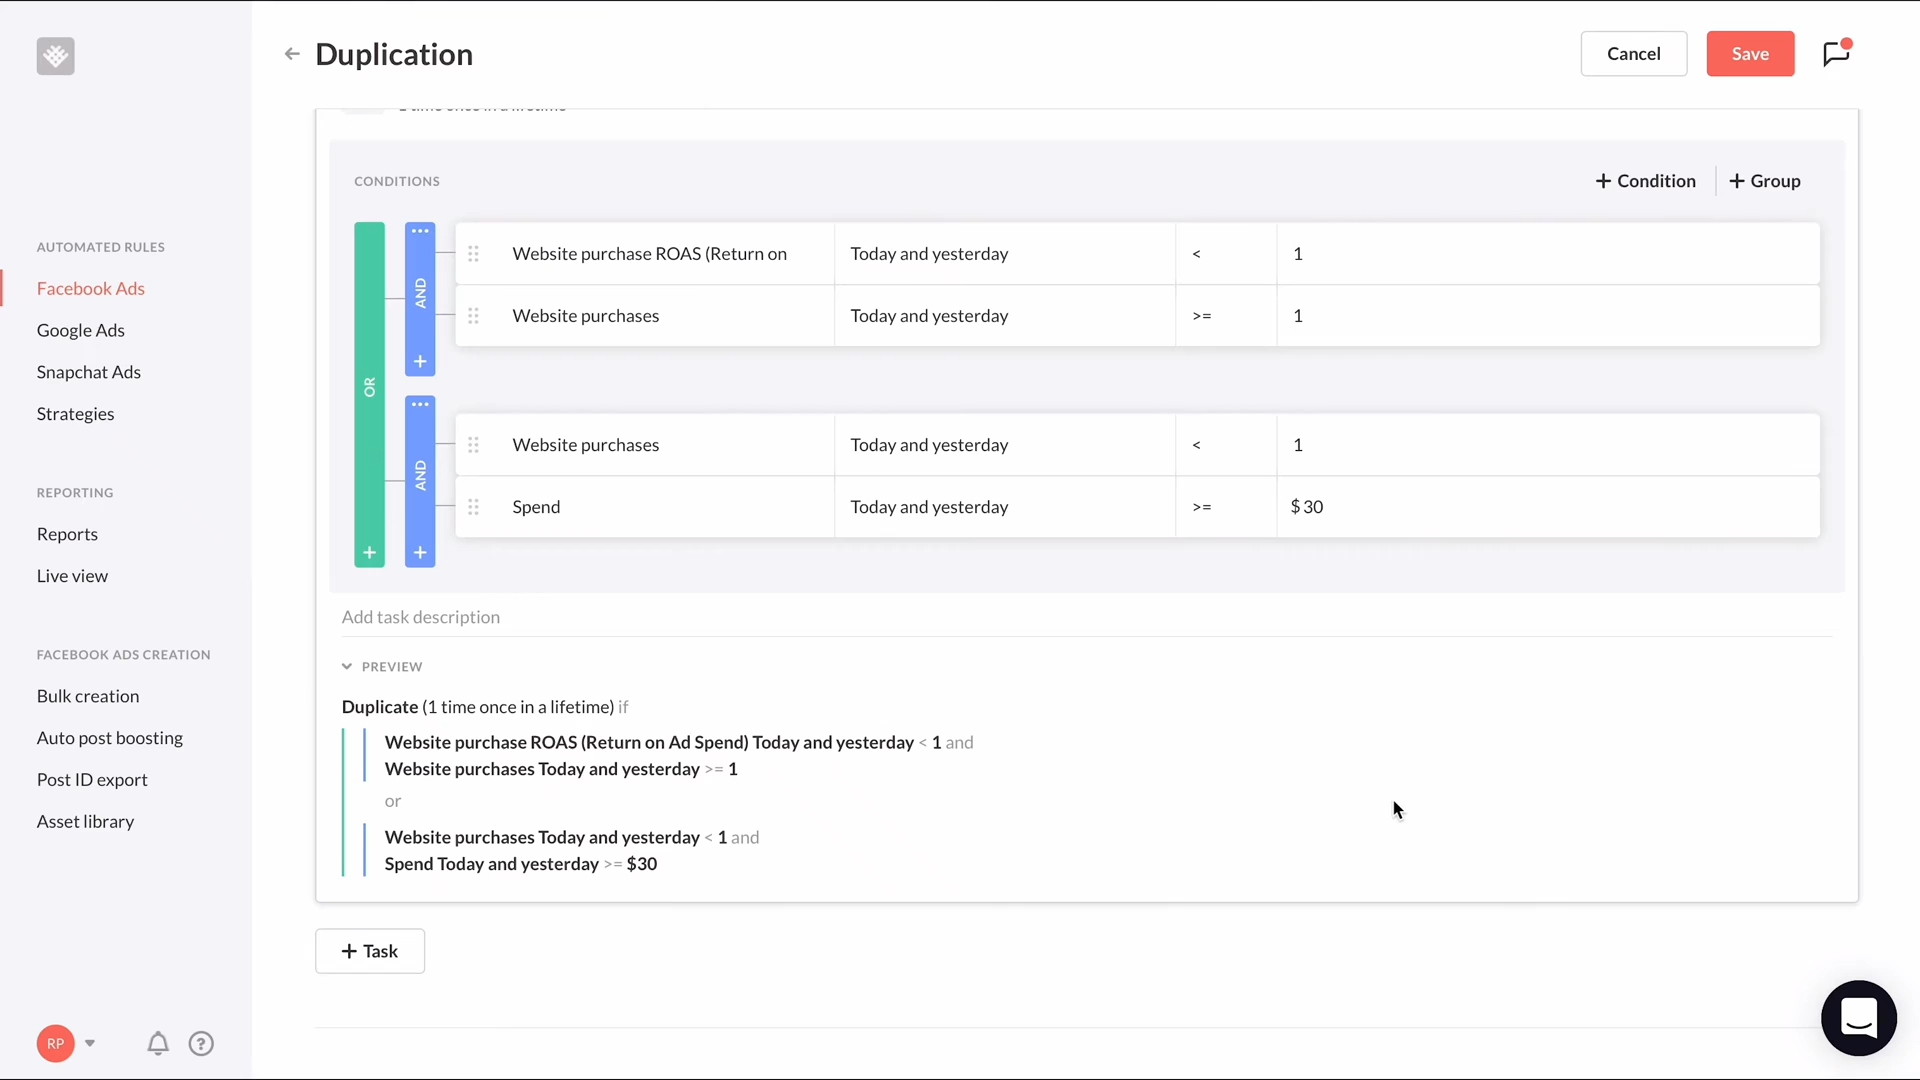 Duplication
Cancel
Save
CONDITIONS
+ Condition
+ Group
OR
AND
Website purchase ROAS (Return on
Today and yesterday
<
1
Website purchases
Today and yesterday
>=
1
AND
Website purchases
Today and yesterday
<
1
Spend
Today and yesterday
>=
$ 30
Add task description
PREVIEW
Duplicate (1 time once in a lifetime) if
Website purchase ROAS (Return on Ad Spend) Today and yesterday < 1 and
Website purchases Today and yesterday >= 1
or
Website purchases Today and yesterday < 1 and
Spend Today and yesterday >= $30
+ Task
AUTOMATED RULES
Facebook Ads
Google Ads
Snapchat Ads
Strategies
REPORTING
Reports
Live view
FACEBOOK ADS CREATION
Bulk creation
Auto post boosting
Post ID export
Asset library
RP